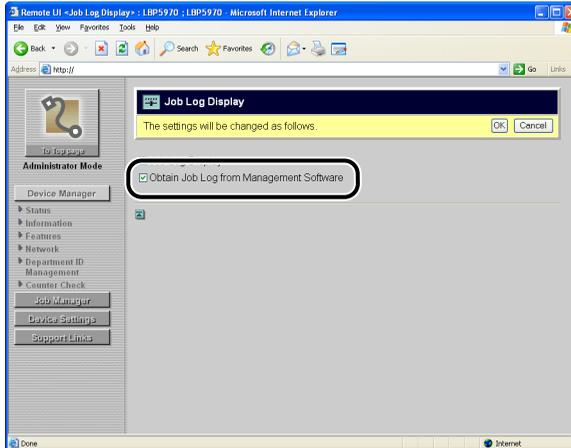 Remote UI <Job Log Display> : LBP5970 ; LBP5970 - Microsoft Internet Explorer
File Edit View Favorites Tools Help
Back Search Favorites
Address http:// Go Links
Job Log Display
The settings will be changed as follows. OK Cancel
To Top page
Administrator Mode
Obtain Job Log from Management Software
Device Manager
Status
Information
Features
Network
Department ID
Management
Counter Check
Job Manager
Device Settings
Support Links
Done Internet